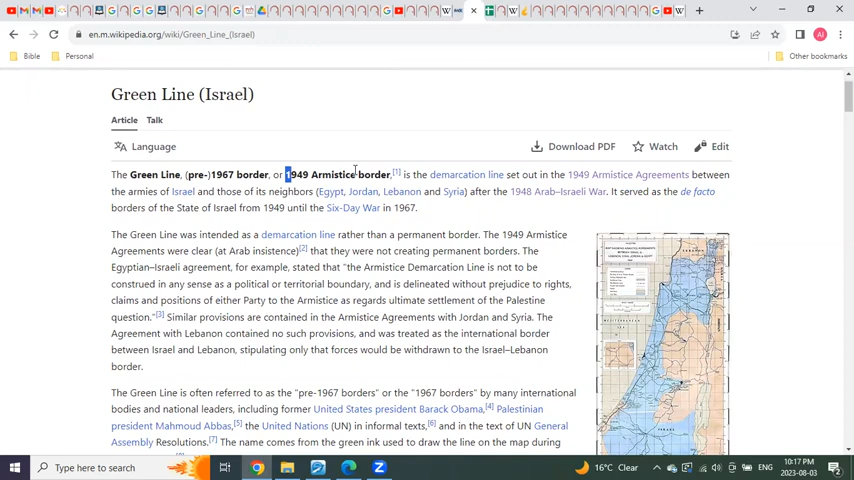 en.m.wikipedia.org/wiki/Green_Line_(Israel)
AI
Bible
Personal
Other bookmarks
Green Line (Israel)
Article Talk
Language
Download PDF
Watch
Edit
The Green Line, (pre-)1967 border, or 1949 Armistice border,[1] is the demarcation line set out in the 1949 Armistice Agreements between
the armies of Israel and those of its neighbors (Egypt, Jordan, Lebanon and Syria) after the 1948 Arab–Israeli War. It served as the de facto
borders of the State of Israel from 1949 until the Six-Day War in 1967.
The Green Line was intended as a demarcation line rather than a permanent border. The 1949 Armistice
Agreements were clear (at Arab insistence)[2] that they were not creating permanent borders. The
Egyptian–Israeli agreement, for example, stated that "the Armistice Demarcation Line is not to be
construed in any sense as a political or territorial boundary, and is delineated without prejudice to rights,
claims and positions of either Party to the Armistice as regards ultimate settlement of the Palestine
question."[3] Similar provisions are contained in the Armistice Agreements with Jordan and Syria. The
Agreement with Lebanon contained no such provisions, and was treated as the international border
between Israel and Lebanon, stipulating only that forces would be withdrawn to the Israel–Lebanon
border.
The Green Line is often referred to as the "pre-1967 borders" or the "1967 borders" by many international
bodies and national leaders, including former United States president Barack Obama,[4] Palestinian
president Mahmoud Abbas,[5] the United Nations (UN) in informal texts,[6] and in the text of UN General
Assembly Resolutions.[7] The name comes from the green ink used to draw the line on the map during
Type here to search
16°C Clear
ENG
10:17 PM
2023-08-03
2